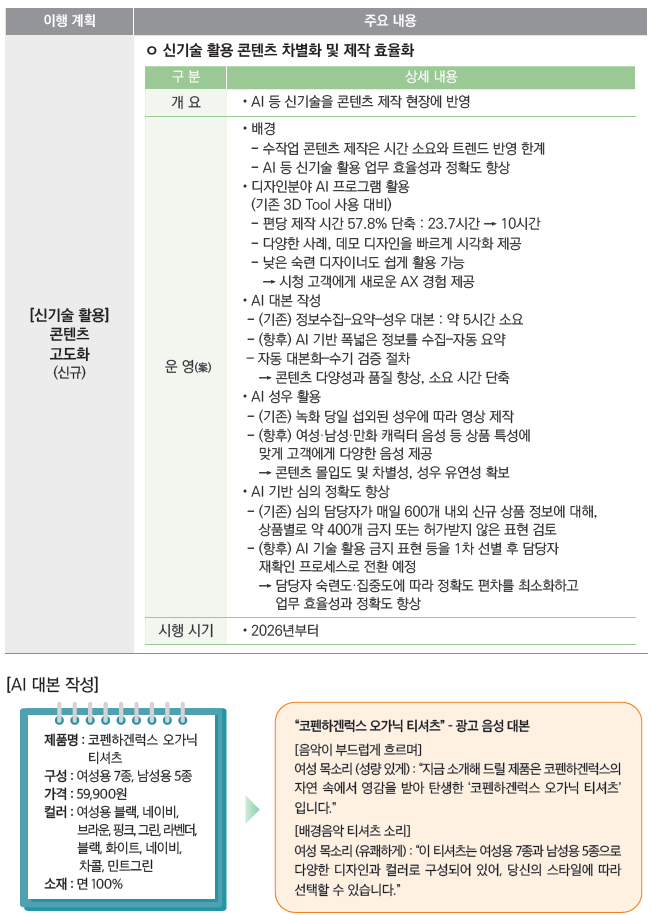 이행 계획
주요 내용
[신기술 활용]
콘텐츠
고도화
(신규)
ㅇ 신기술 활용 콘텐츠 차별화 및 제작 효율화
구 분
상세 내용
개 요
• AI 등 신기술을 콘텐츠 제작 현장에 반영
운 영(案)
• 배경
– 수작업 콘텐츠 제작은 시간 소요와 트렌드 반영 한계
– AI 등 신기술 활용 업무 효율성과 정확도 향상
• 디자인분야 AI 프로그램 활용
(기존 3D Tool 사용 대비)
– 편당 제작 시간 57.8% 단축 : 23.7시간 → 10시간
– 다양한 사례, 데모 디자인을 빠르게 시각화 제공
– 낮은 숙련 디자이너도 쉽게 활용 가능
→ 시청 고객에게 새로운 AX 경험 제공
• AI 대본 작성
– (기존) 정보수집–요약–성우 대본 : 약 5시간 소요
– (향후) AI 기반 폭넓은 정보를 수집–자동 요약
– 자동 대본화–수기 검증 절차
→ 콘텐츠 다양성과 품질 향상, 소요 시간 단축
• AI 성우 활용
– (기존) 녹화 당일 섭외된 성우에 따라 영상 제작
– (향후) 여성·남성·만화 캐릭터 음성 등 상품 특성에
맞게 고객에게 다양한 음성 제공
→ 콘텐츠 몰입도 및 차별성, 성우 유연성 확보
• AI 기반 심의 정확도 향상
– (기존) 심의 담당자가 매일 600개 내외 신규 상품 정보에 대해,
상품별로 약 400개 금지 또는 허가받지 않은 표현 검토
– (향후) AI 기술 활용 금지 표현 등을 1차 선별 후 담당자
재확인 프로세스로 전환 예정
→ 담당자 숙련도·집중도에 따라 정확도 편차를 최소화하고
업무 효율성과 정확도 향상
시행 시기
• 2026년부터
[AI 대본 작성]
제품명 : 코펜하겐럭스 오가닉
티셔츠
구성 : 여성용 7종, 남성용 5종
가격 : 59,900원
컬러 : 여성용 블랙, 네이비,
브라운, 핑크, 그린, 라벤더,
블랙, 화이트, 네이비,
차콜, 민트그린
소재 : 면 100%
“코펜하겐럭스 오가닉 티셔츠” - 광고 음성 대본
[음악이 부드럽게 흐르며]
여성 목소리 (성량 있게) : “지금 소개해 드릴 제품은 코펜하겐럭스의
자연 속에서 영감을 받아 탄생한 ‘코펜하겐럭스 오가닉 티셔츠’
입니다.”
[배경음악 티셔츠 소리]
여성 목소리 (유쾌하게) : “이 티셔츠는 여성용 7종과 남성용 5종으로
다양한 디자인과 컬러로 구성되어 있어, 당신의 스타일에 따라
선택할 수 있습니다.”